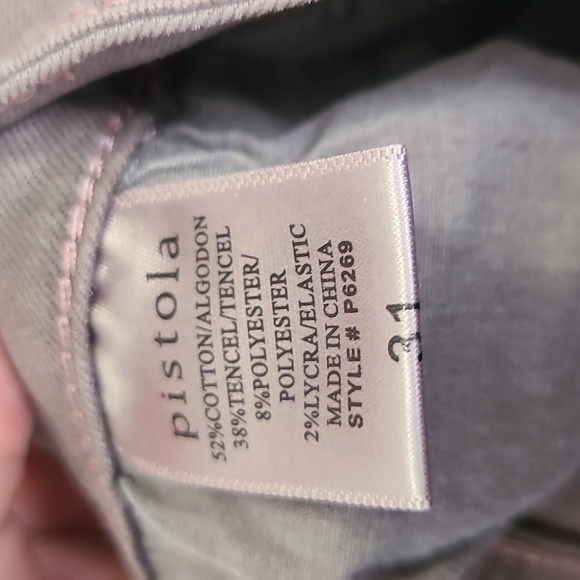 pistola
52%COTTON/ALGODON
38%TENCEL/TENCEL
8%POLYESTER/
POLYESTER
2%LYCRA/ELASTIC
MADE IN CHINA
STYLE# P6269
31